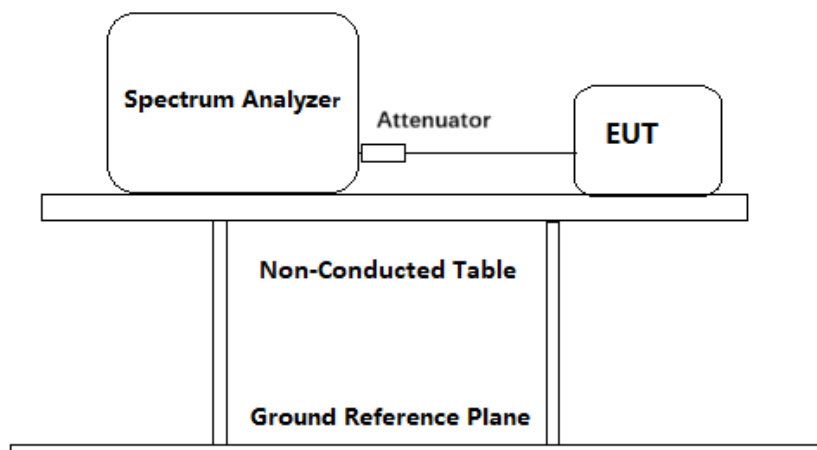 Spectrum Analyzer
Attenuator
EUT
Non-Conducted Table
Ground Reference Plane